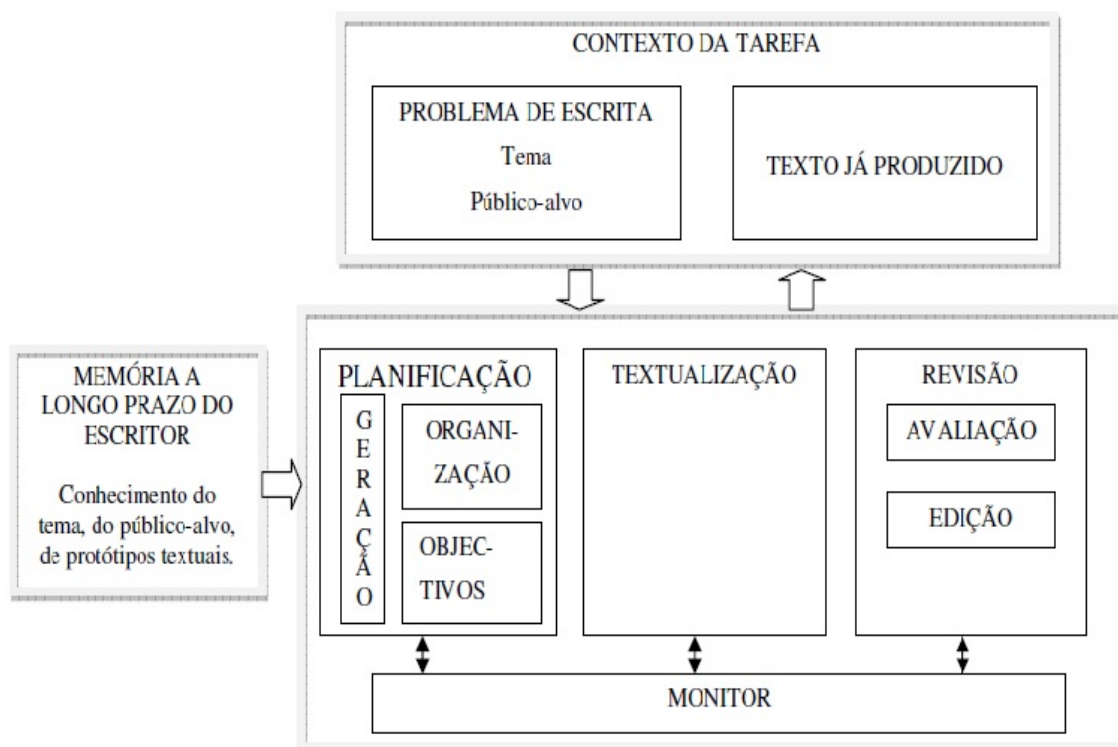 CONTEXTO DA TAREFA
PROBLEMA DE ESCRITA
Tema
Público-alvo
TEXTO JÁ PRODUZIDO
MEMÓRIA A
LONGO PRAZO DO
ESCRITOR
Conhecimento do
tema, do público-alvo,
de protótipos textuais.
PLANIFICAÇÃO
GERAÇÃO
ORGANI-
ZAÇÃO
OBJEC-
TIVOS
TEXTUALIZAÇÃO
REVISÃO
AVALIAÇÃO
EDIÇÃO
MONITOR